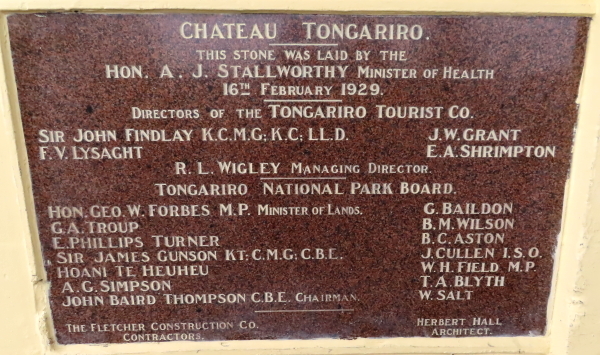 CHATEAU TONGARIRO.
THIS STONE WAS LAID BY THE
HON. A. J. STALLWORTHY MINISTER OF HEALTH
16TH FEBRUARY 1929.
DIRECTORS OF THE TONGARIRO TOURIST CO.
SIR JOHN FINDLAY K.C.M.G; K.C; LL.D. J.W. GRANT
F.V. LYSAGHT E.A. SHRIMPTON
R. L. WIGLEY MANAGING DIRECTOR.
TONGARIRO NATIONAL PARK BOARD.
HON. GEO. W. FORBES M.P. MINISTER OF LANDS. G. BAILDON
G.A. TROUP B.M. WILSON
E. PHILLIPS TURNER B.C. ASTON
SIR JAMES GUNSON KT; C.M.G; C.B.E. J. CULLEN I.S.O.
HOANI TE HEUHEU W.H. FIELD M.P.
A.G. SIMPSON T.A. BLYTH
JOHN BAIRD THOMPSON C.B.E. CHAIRMAN. W. SALT
THE FLETCHER CONSTRUCTION CO. HERBERT HALL
CONTRACTORS. ARCHITECT.